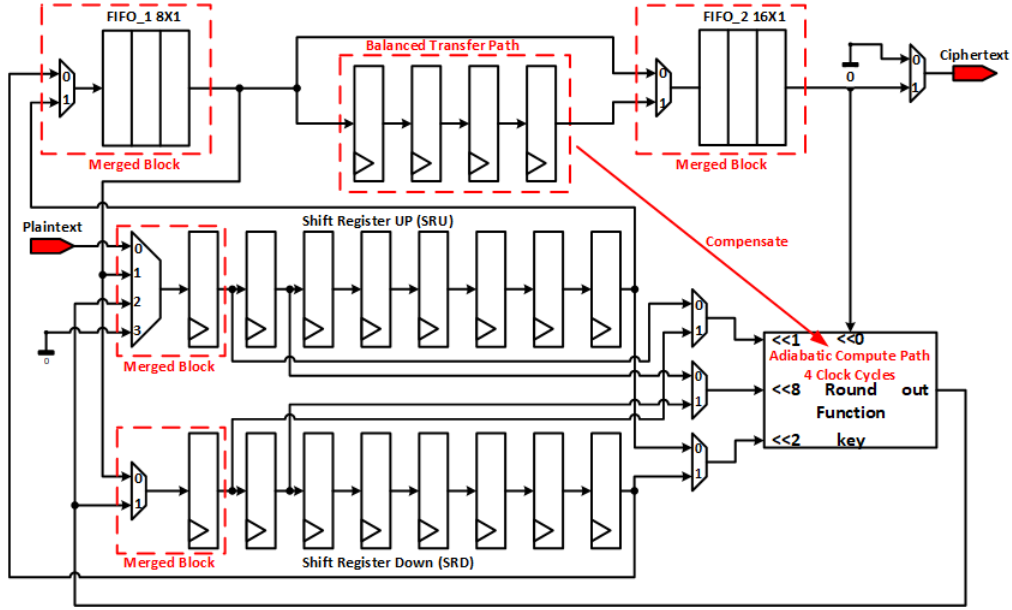 FIFO_1 8X1
FIFO_2 16X1
Balanced Transfer Path
Ciphertext
0
1
0
1
0
0
1
Merged Block
Merged Block
Plaintext
Shift Register UP (SRU)
Compensate
0
1
2
3
0
Merged Block
0
1
<<1 <<0
Adiabatic Compute Path
4 Clock Cycles
0
1
<<8 Round out
Function
<<2 key
0
1
0
1
Merged Block
Shift Register Down (SRD)